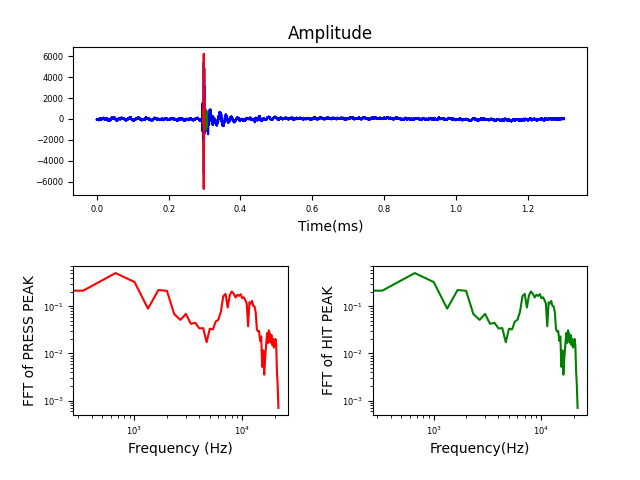 Amplitude
6000
4000
2000
0
−2000
−4000
−6000
0.0 0.2 0.4 0.6 0.8 1.0 1.2
Time(ms)
FFT of PRESS PEAK
10⁻¹
10⁻²
10⁻³
10³ 10⁴
Frequency (Hz)
FFT of HIT PEAK
10⁻¹
10⁻²
10⁻³
10³ 10⁴
Frequency(Hz)